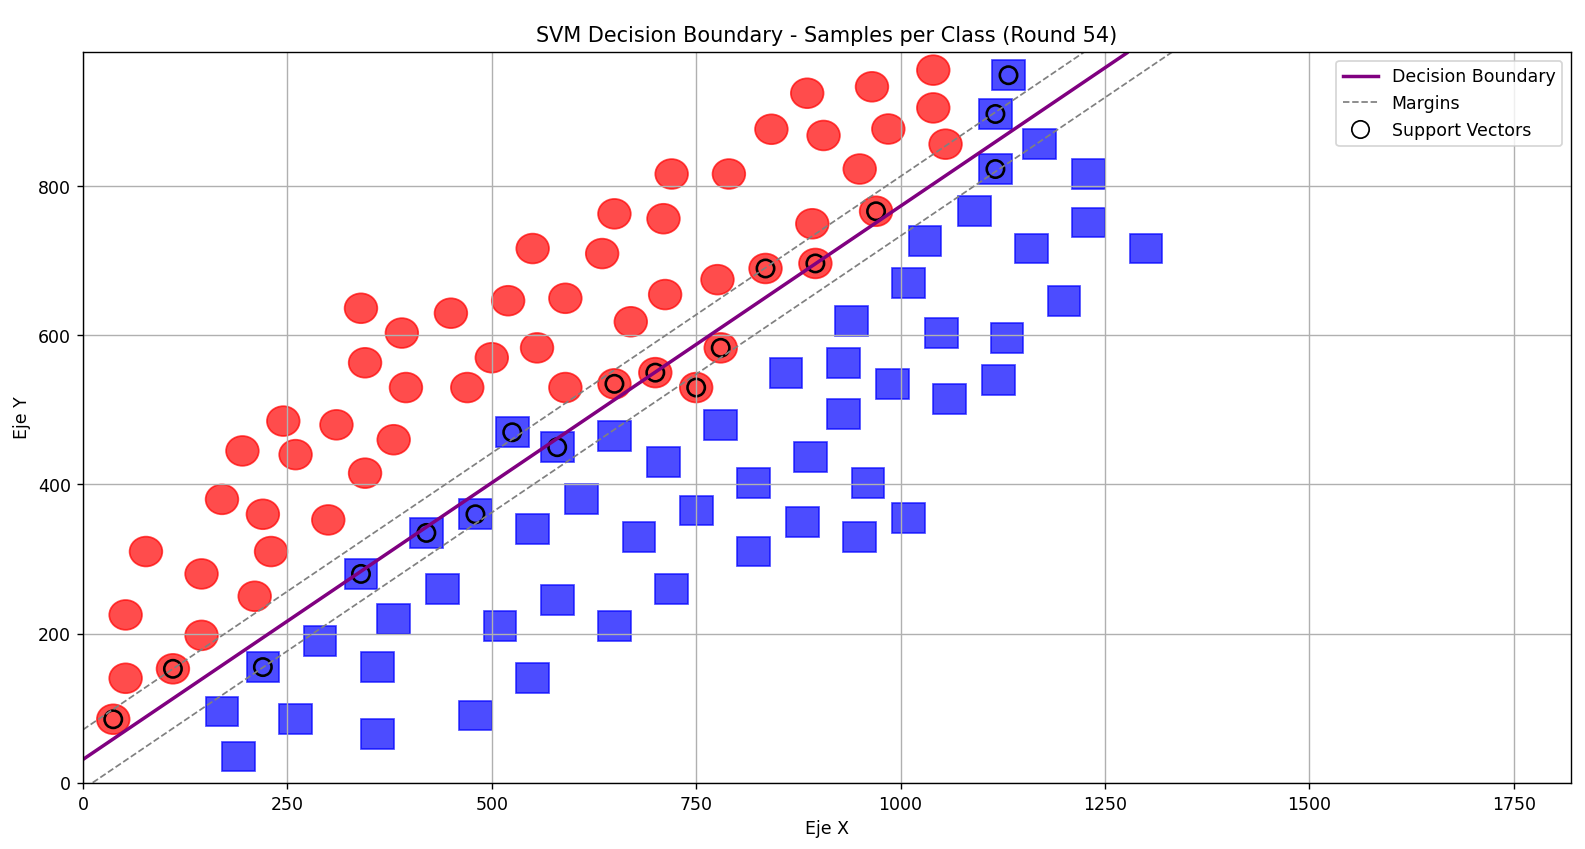 SVM Decision Boundary - Samples per Class (Round 54)
Decision Boundary
Margins
Support Vectors
Eje Y
800
600
400
200
0
0 250 500 750 1000 1250 1500 1750
Eje X